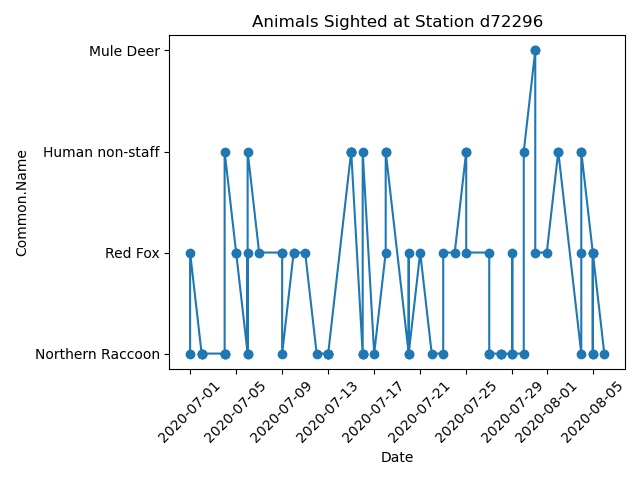 Animals Sighted at Station d72296
Common.Name
Mule Deer
Human non-staff
Red Fox
Northern Raccoon
2020-07-01
2020-07-05
2020-07-09
2020-07-13
2020-07-17
2020-07-21
2020-07-25
2020-07-29
2020-08-01
2020-08-05
Date